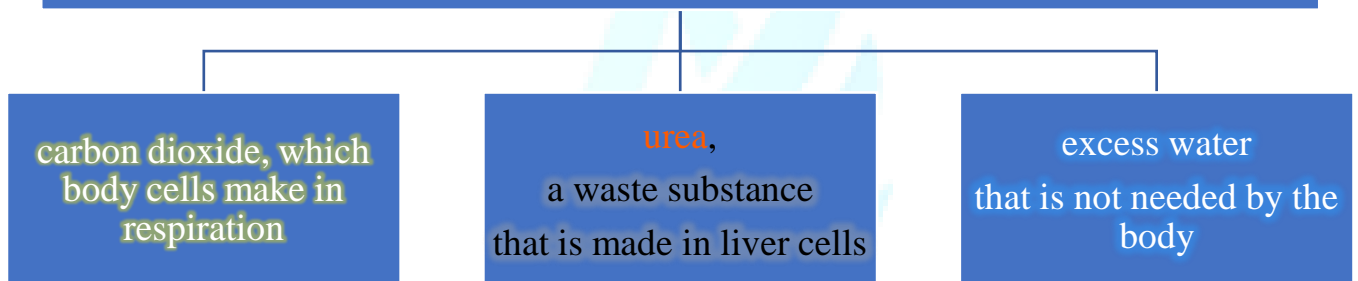 carbon dioxide, which
body cells make in
respiration
urea,
a waste substance
that is made in liver cells
excess water
that is not needed by the
body